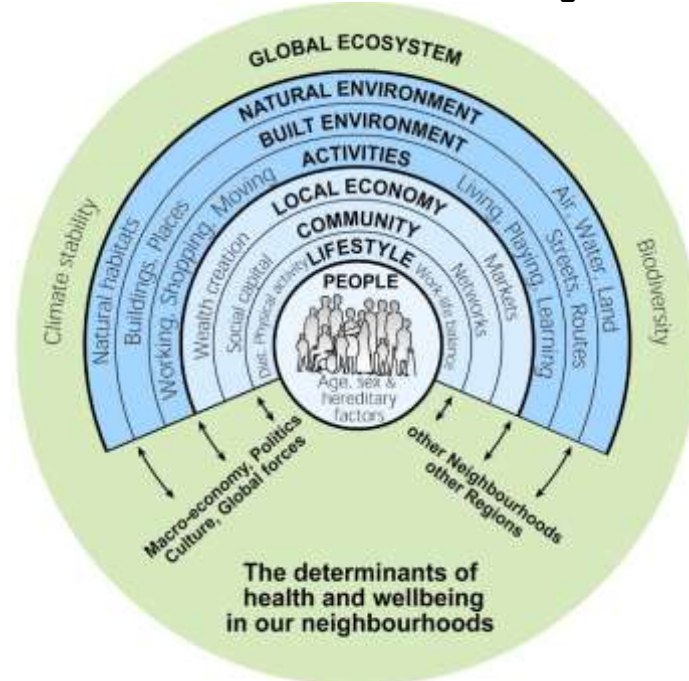 GLOBAL ECOSYSTEM
NATURAL ENVIRONMENT
BUILT ENVIRONMENT
ACTIVITIES
LOCAL ECONOMY
COMMUNITY
LIFESTYLE
PEOPLE
Age, sex &
hereditary
factors
Climate stability
Natural habitats
Buildings, Places
Working, Shopping, Moving
Wealth creation
Social capital
Diet, Physical activity
Work-life balance
Networks
Markets
Living, Playing, Learning
Streets, Routes
Air, Water, Land
Biodiversity
Macro-economy, Politics
Culture, Global forces
other Neighbourhoods
other Regions
The determinants of
health and wellbeing
in our neighbourhoods